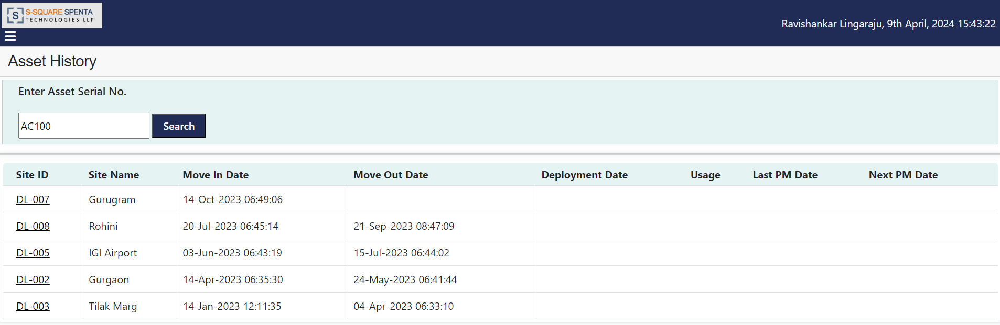 S
S-SQUARE SPENTA
TECHNOLOGIES LLP
Ravishankar Lingaraju, 9th April, 2024 15:43:22
Asset History
Enter Asset Serial No.
AC100 Search
Site ID Site Name Move In Date Move Out Date Deployment Date Usage Last PM Date Next PM Date
DL-007 Gurugram 14-Oct-2023 06:49:06
DL-008 Rohini 20-Jul-2023 06:45:14 21-Sep-2023 08:47:09
DL-005 IGI Airport 03-Jun-2023 06:43:19 15-Jul-2023 06:44:02
DL-002 Gurgaon 14-Apr-2023 06:35:30 24-May-2023 06:41:44
DL-003 Tilak Marg 14-Jan-2023 12:11:35 04-Apr-2023 06:33:10